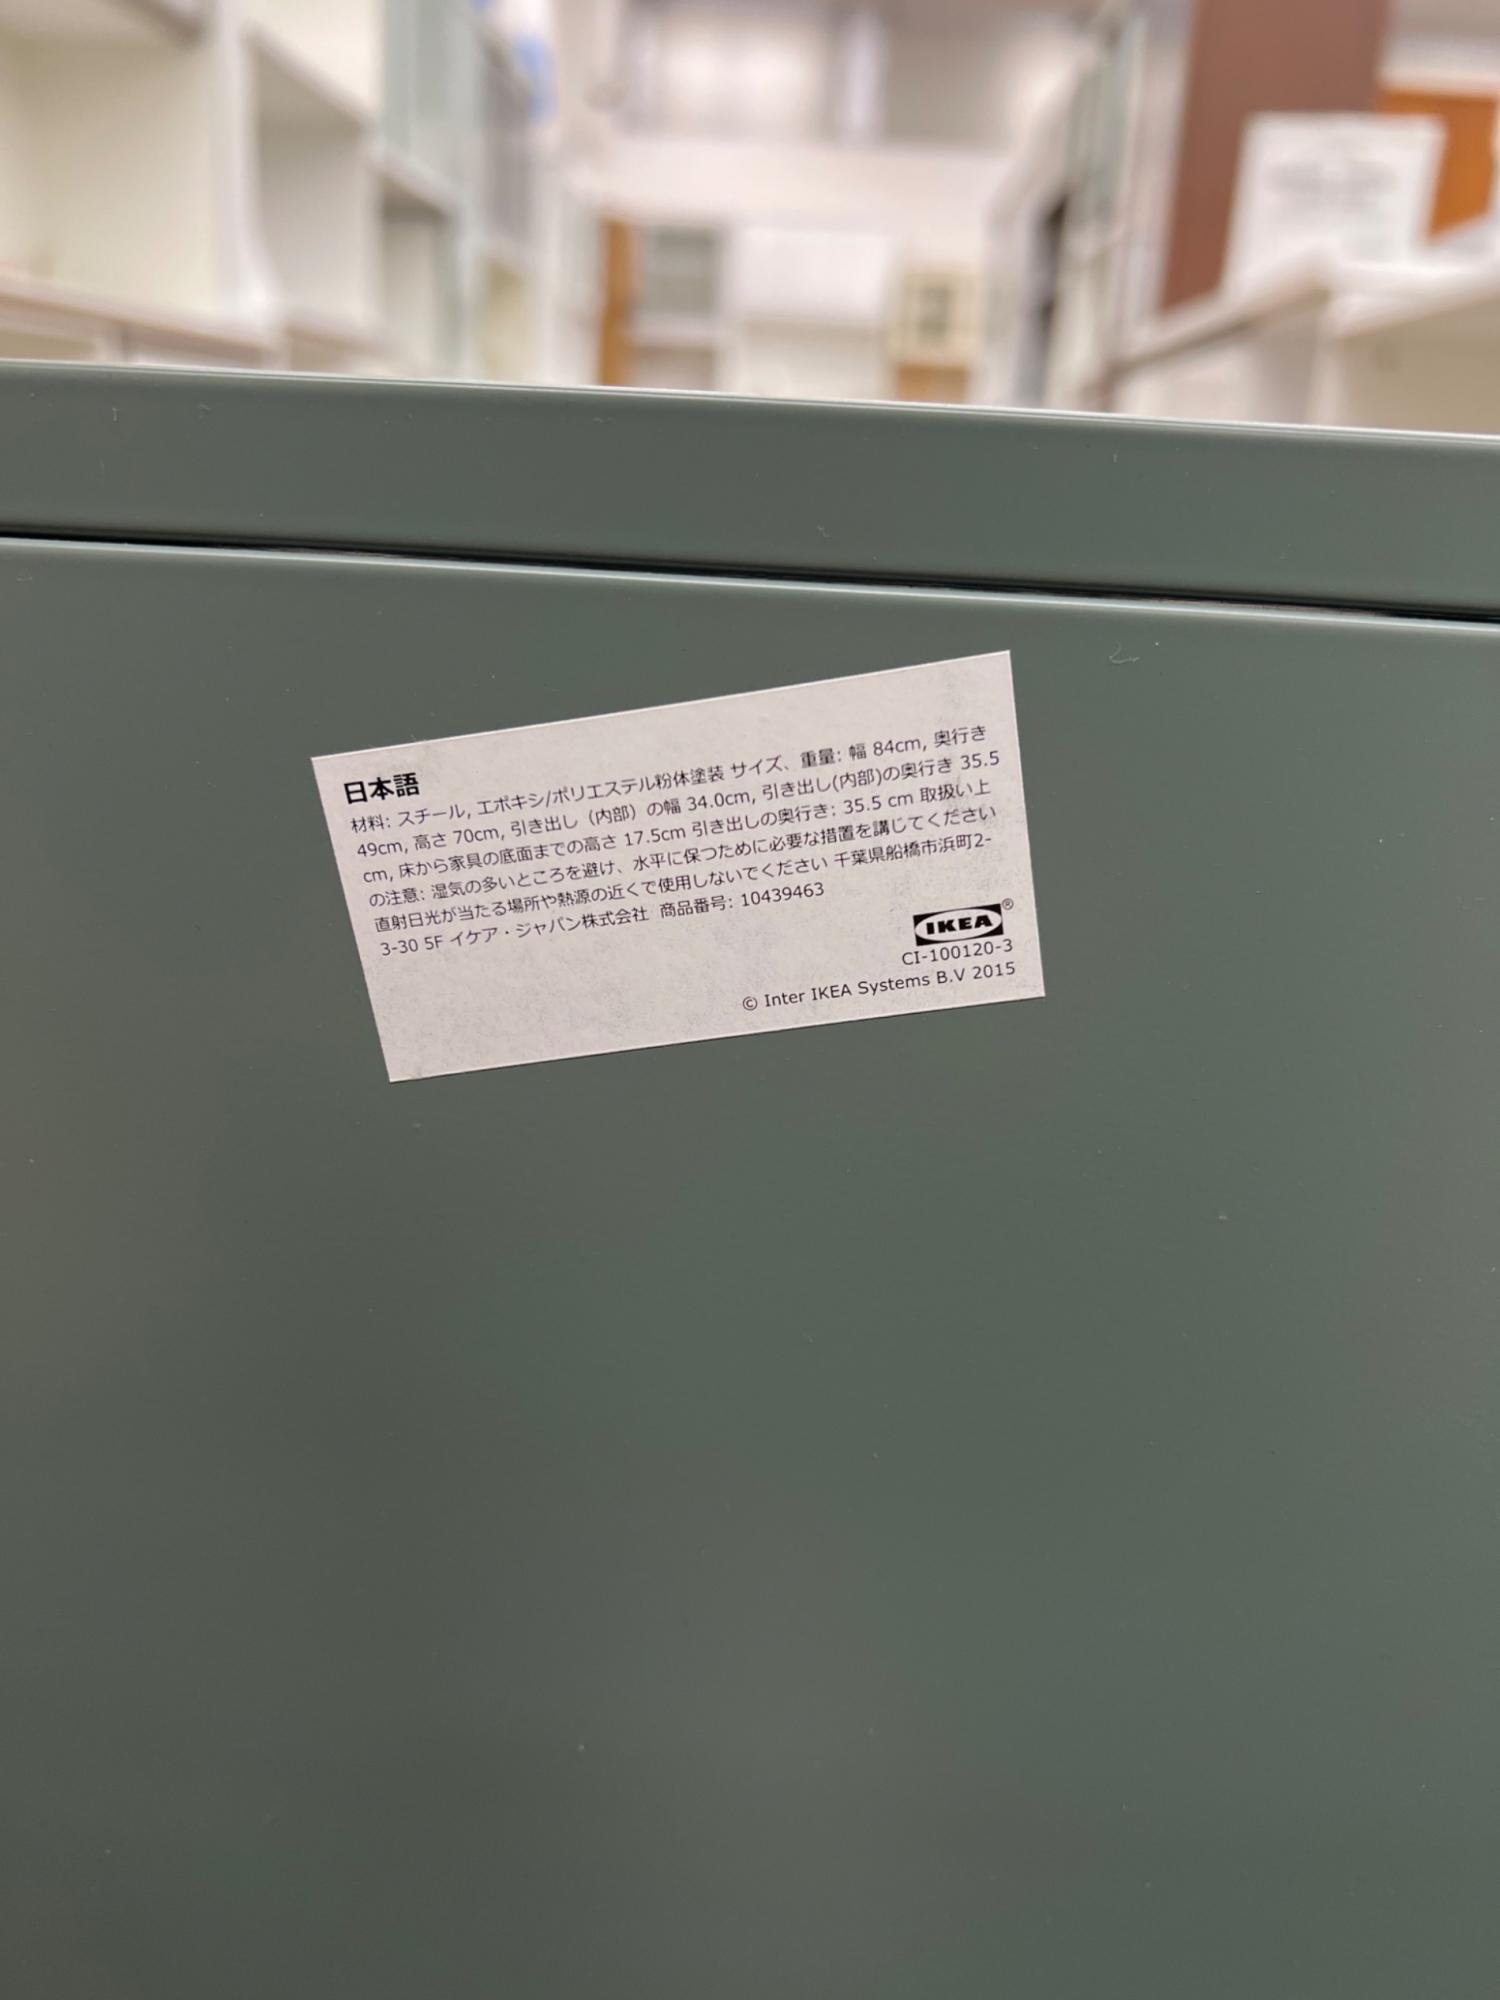 日本語
材料: スチール, エポキシ/ポリエステル粉体塗装 サイズ、重量: 幅 84cm, 奥行き
49cm, 高さ 70cm, 引き出し（内部）の幅 34.0cm, 引き出し(内部)の奥行き 35.5
cm, 床から家具の底面までの高さ 17.5cm 引き出しの奥行き: 35.5 cm 取扱い上
の注意: 湿気の多いところを避け、水平に保つために必要な措置を講じてください
直射日光が当たる場所や熱源の近くで使用しないでください 千葉県船橋市浜町2-
3-30 5F イケア・ジャパン株式会社 商品番号: 10439463
IKEA®
CI-100120-3
© Inter IKEA Systems B.V 2015